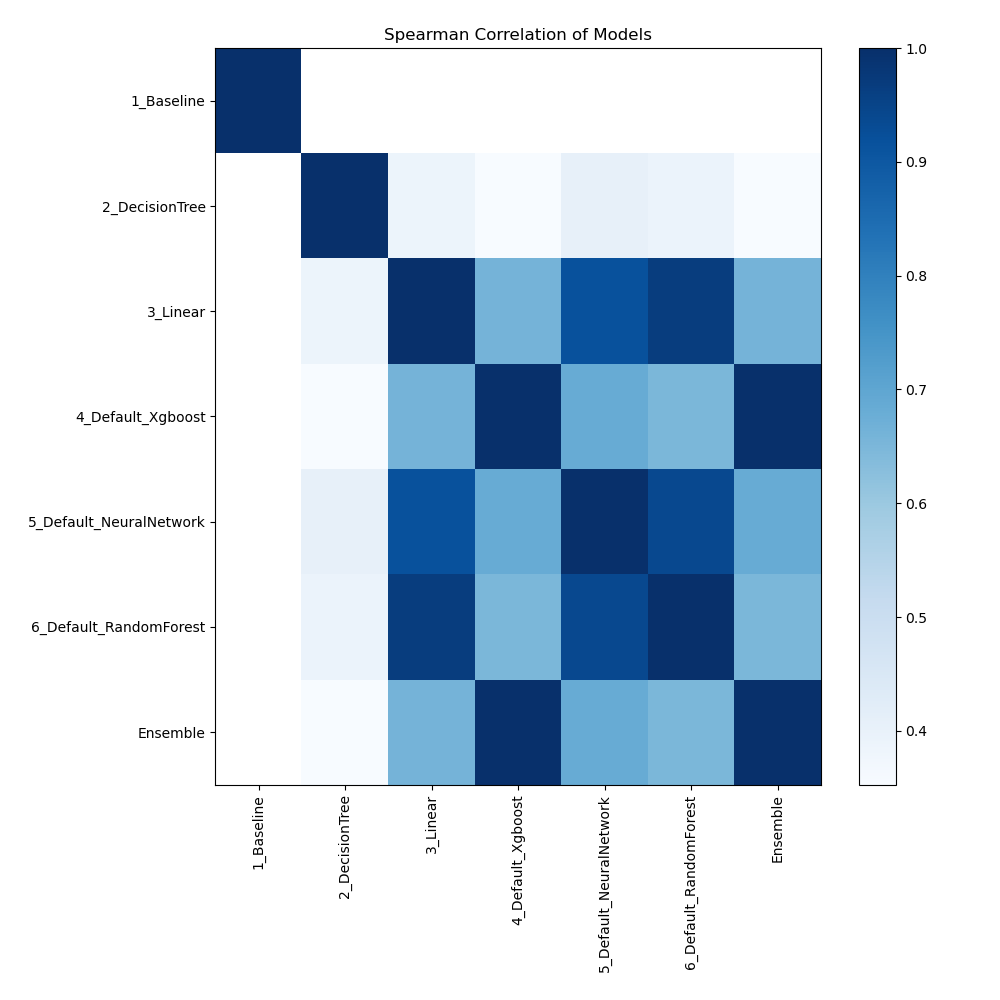 Spearman Correlation of Models
1_Baseline
2_DecisionTree
3_Linear
4_Default_Xgboost
5_Default_NeuralNetwork
6_Default_RandomForest
Ensemble
1_Baseline
2_DecisionTree
3_Linear
4_Default_Xgboost
5_Default_NeuralNetwork
6_Default_RandomForest
Ensemble
1.0
0.9
0.8
0.7
0.6
0.5
0.4